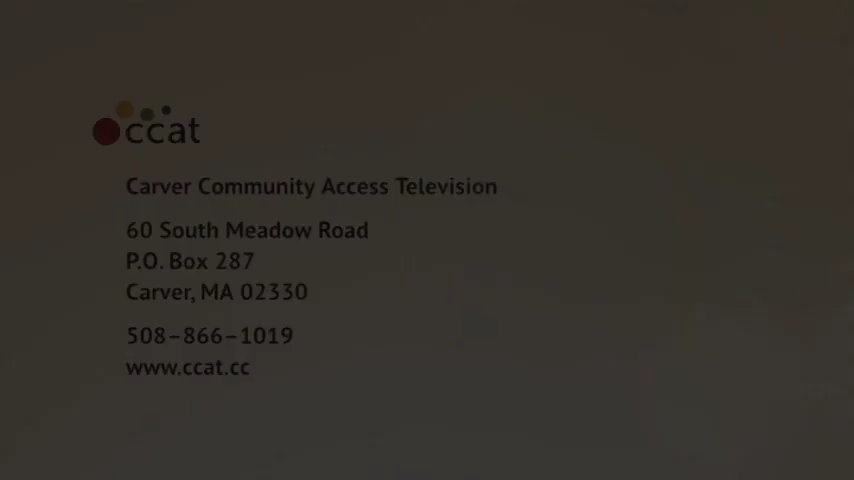 ccat
Carver Community Access Television
60 South Meadow Road
P.O. Box 287
Carver, MA 02330
508–866–1019
www.ccat.cc